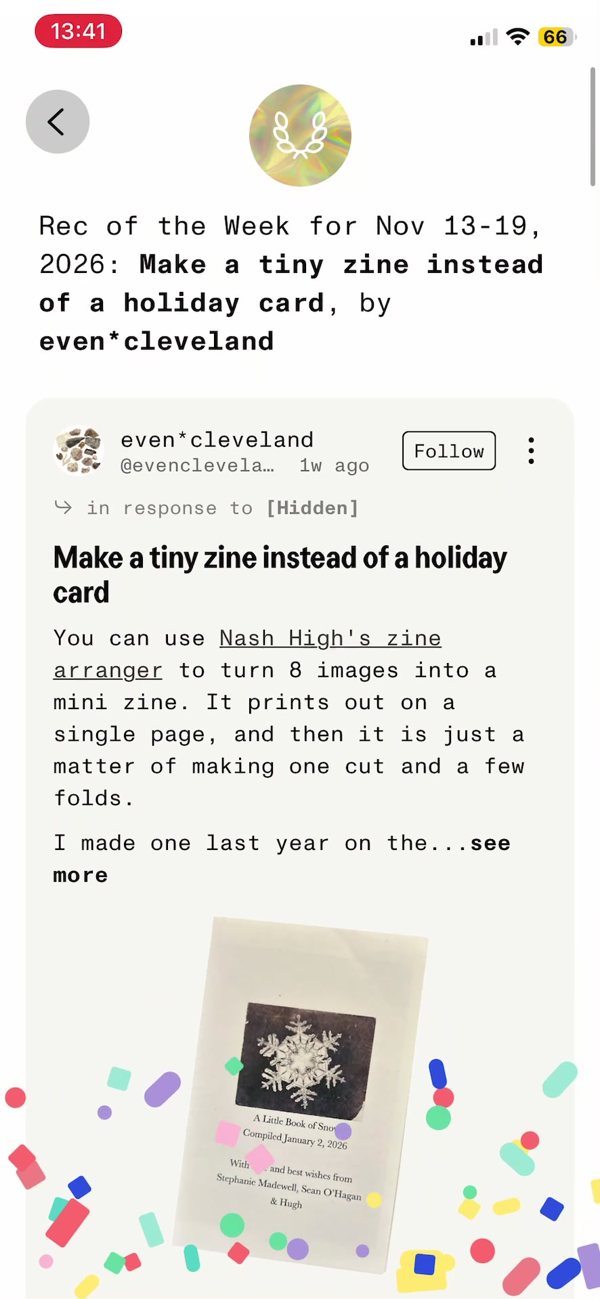 13:41
66
Rec of the Week for Nov 13-19,
2026: Make a tiny zine instead
of a holiday card, by
even*cleveland
even*cleveland
@evenclevela... 1w ago
Follow
in response to [Hidden]
Make a tiny zine instead of a holiday
card
You can use Nash High's zine
arranger to turn 8 images into a
mini zine. It prints out on a
single page, and then it is just a
matter of making one cut and a few
folds.
I made one last year on the...see
more
A Little Book of Snow
Compiled January 2, 2026
With and best wishes from
Stephanie Madewell, Sean O'Hagan
& Hugh